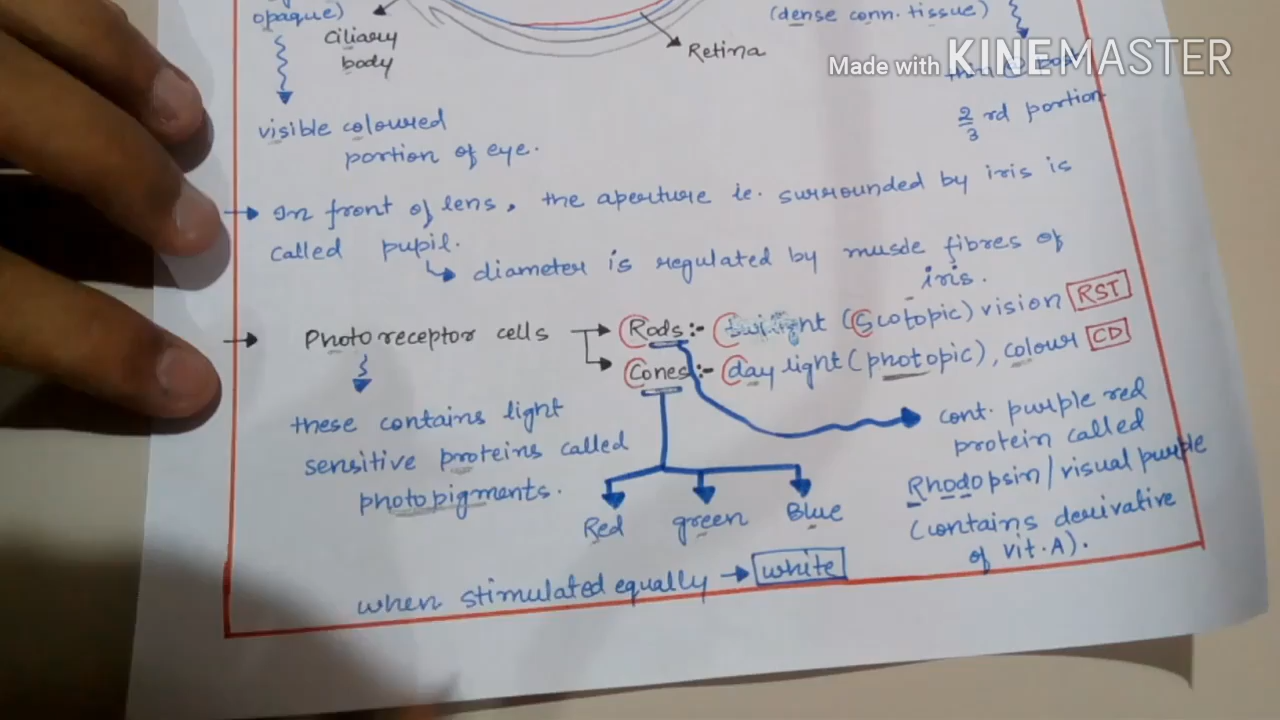 opaque)
Ciliary
body
Retina
(dense conn. tissue)
Made with KINEMASTER
visible coloured
portion of eye.
2/3 rd portion
→ In front of lens, the aperture ie. surrounded by iris is
called pupil.
diameter is regulated by muscle fibres of
iris.
→ Photoreceptor cells → Rods:- twilight (Scotopic) vision RST
→ Cones:- day light (photopic), colour CD
these contains light
sensitive proteins called
photopigments.
cont. purple red
protein called
Rhodopsin/visual purple
(contains derivative
of vit.A).
Red green Blue
when stimulated equally → white